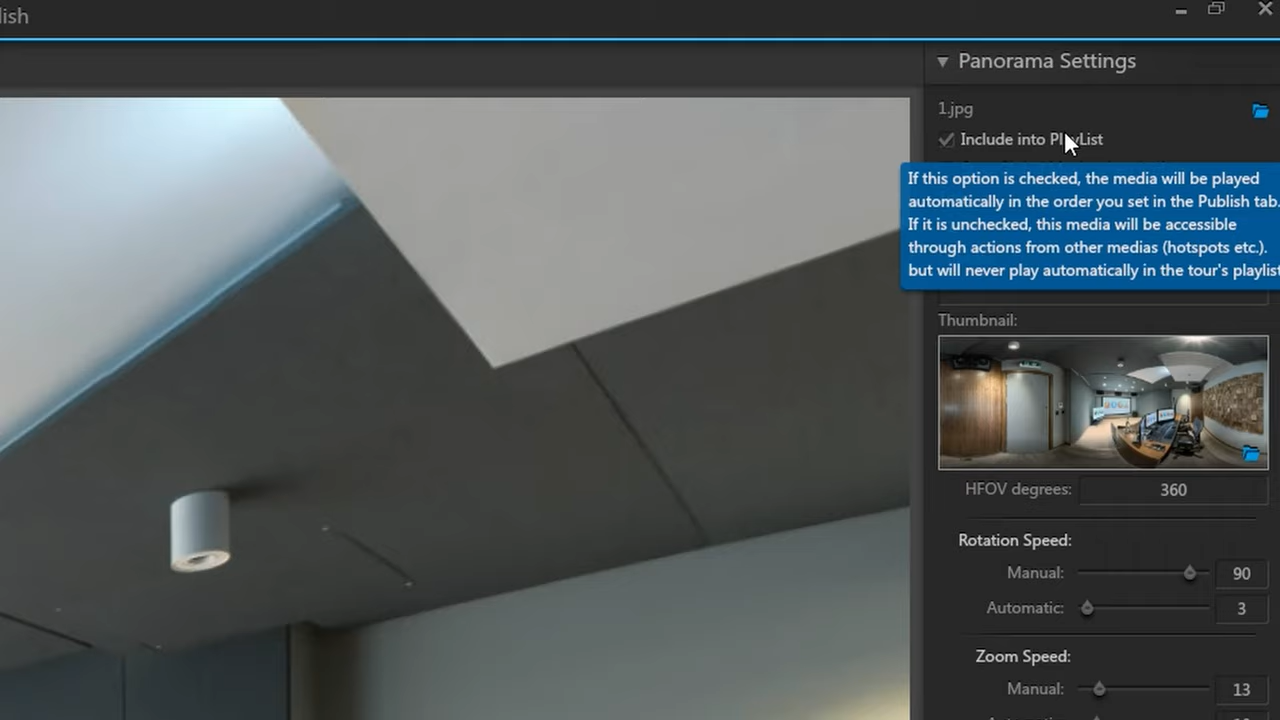 lish
Panorama Settings
1.jpg
Include into PlayList
If this option is checked, the media will be played
automatically in the order you set in the Publish tab.
If it is unchecked, this media will be accessible
through actions from other medias (hotspots etc.).
but will never play automatically in the tour's playlist
Thumbnail:
HFOV degrees: 360
Rotation Speed:
Manual: 90
Automatic: 3
Zoom Speed:
Manual: 13